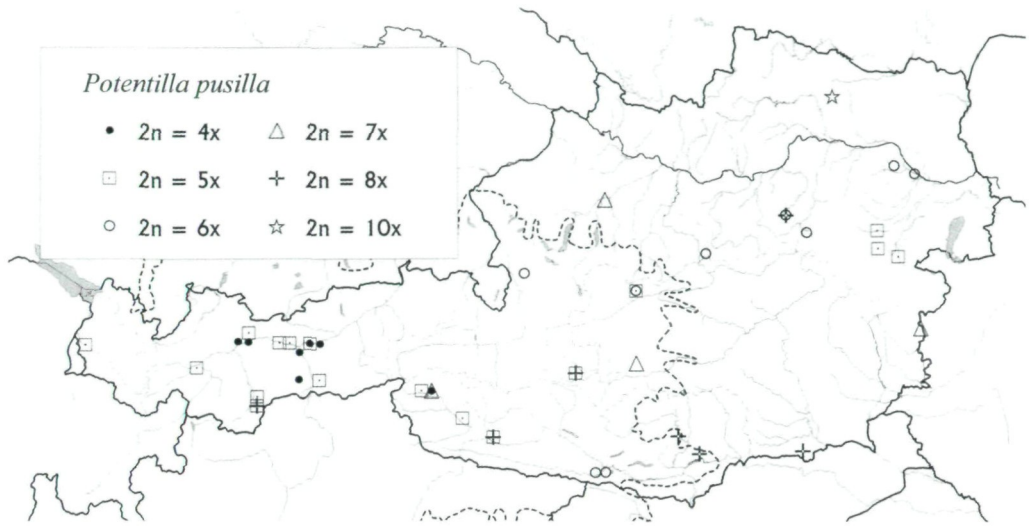 Potentilla pusilla
2n = 4x
2n = 7x
2n = 5x
2n = 8x
2n = 6x
2n = 10x